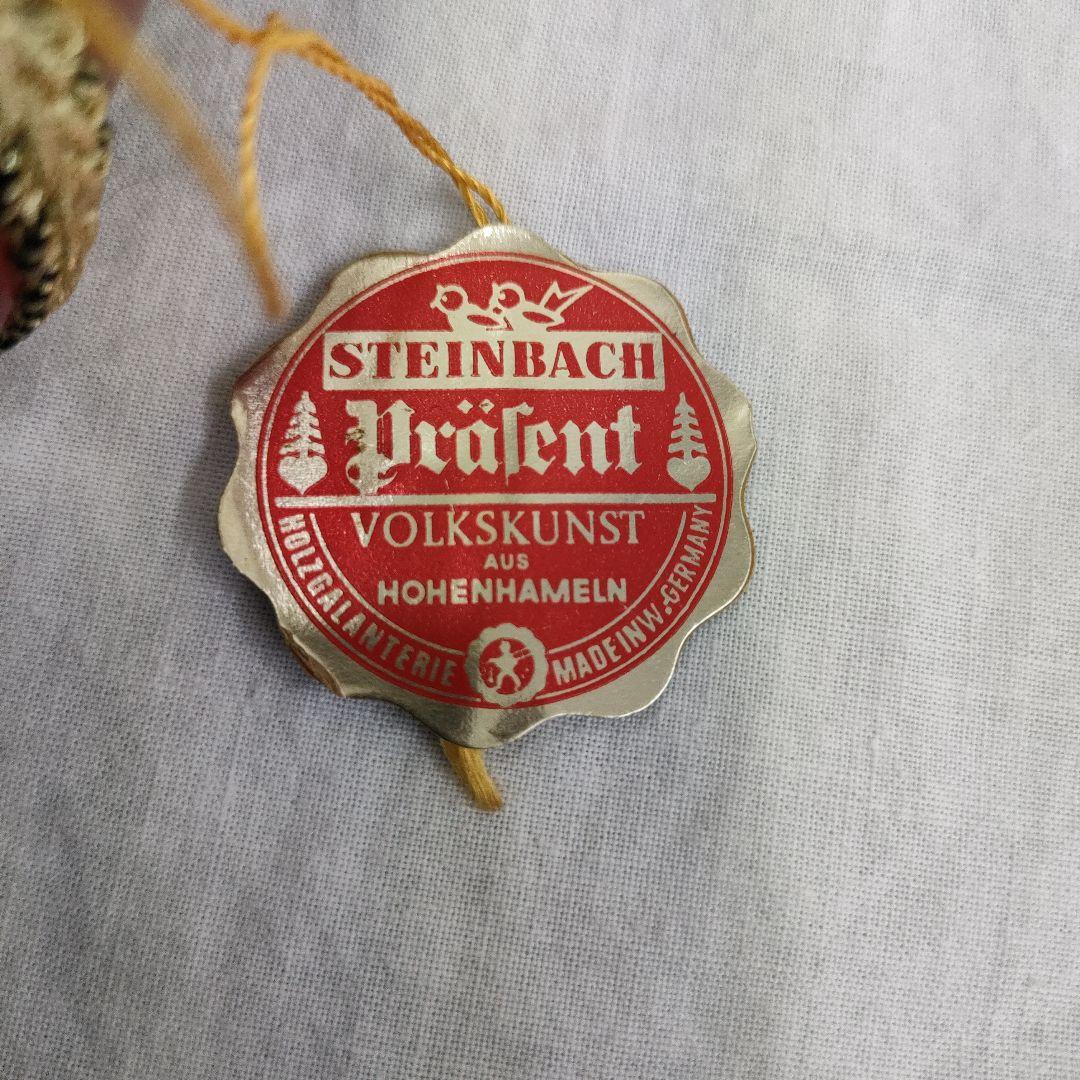 STEINBACH
Präſent
VOLKSKUNST
AUS
HOHENHAMELN
HOLZGALANTERIE
MADE IN W.GERMANY